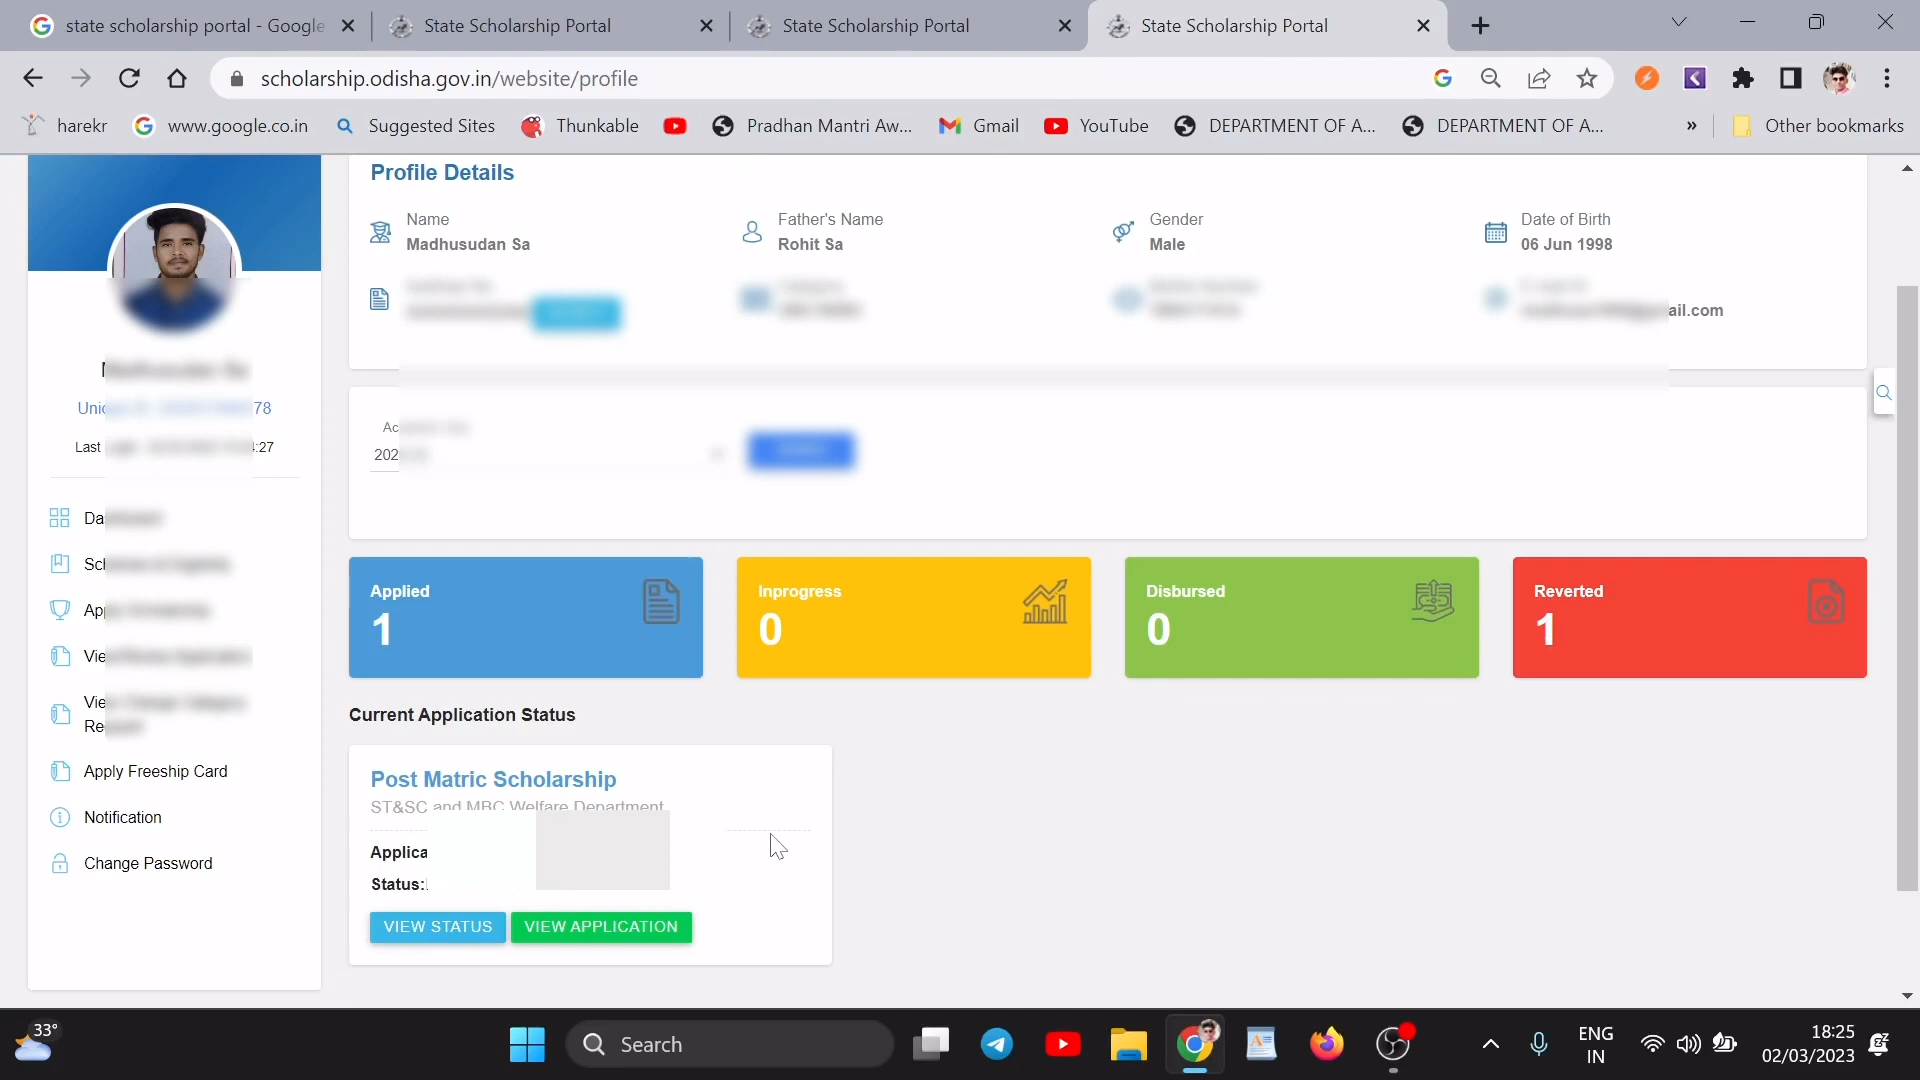 state scholarship portal - Google
State Scholarship Portal
State Scholarship Portal
State Scholarship Portal
scholarship.odisha.gov.in/website/profile
harekr
www.google.co.in
Suggested Sites
Thunkable
Pradhan Mantri Aw...
Gmail
YouTube
DEPARTMENT OF A...
DEPARTMENT OF A...
»
Other bookmarks
Profile Details
Name
Father's Name
Gender
Date of Birth
Madhusudan Sa
Rohit Sa
Male
06 Jun 1998
ail.com
78
Last
:27
Apply Freeship Card
Notification
Change Password
Applied
1
Inprogress
0
Disbursed
0
Reverted
1
Current Application Status
Post Matric Scholarship
ST&SC and MBC Welfare Department
Applica
Status:
VIEW STATUS
VIEW APPLICATION
33°
Search
ENG
IN
18:25
02/03/2023